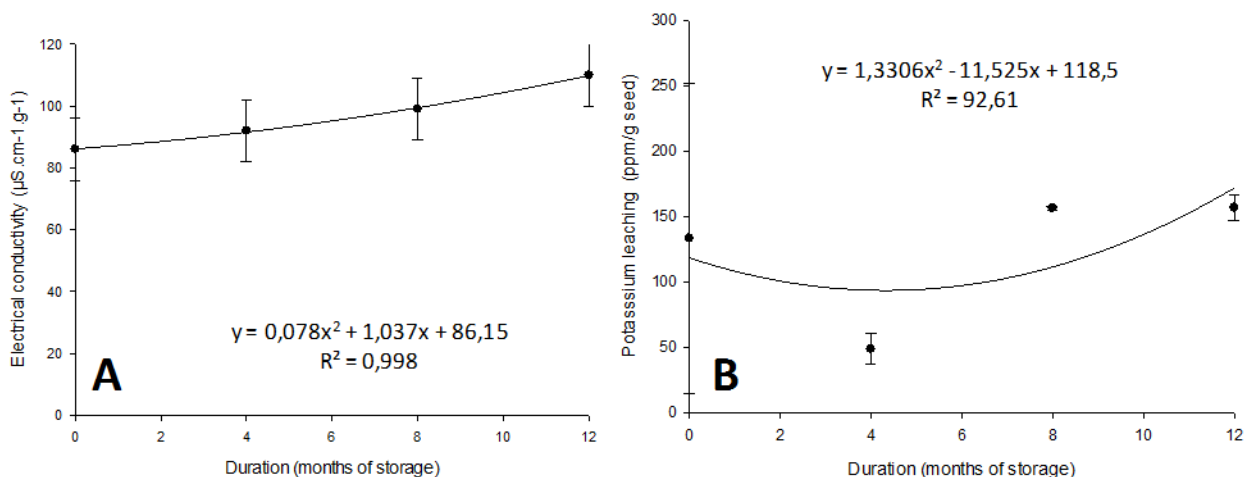 120
100
80
60
40
20
0
Electrical conductivity (µS.cm-1.g-1)
y = 0,078x² + 1,037x + 86,15
R² = 0,998
A
0 2 4 6 8 10 12
Duration (months of storage)
300
250
200
150
100
50
0
Potasssium leaching (ppm/g seed)
y = 1,3306x² - 11,525x + 118,5
R² = 92,61
B
0 2 4 6 8 10 12
Duration (months of storage)